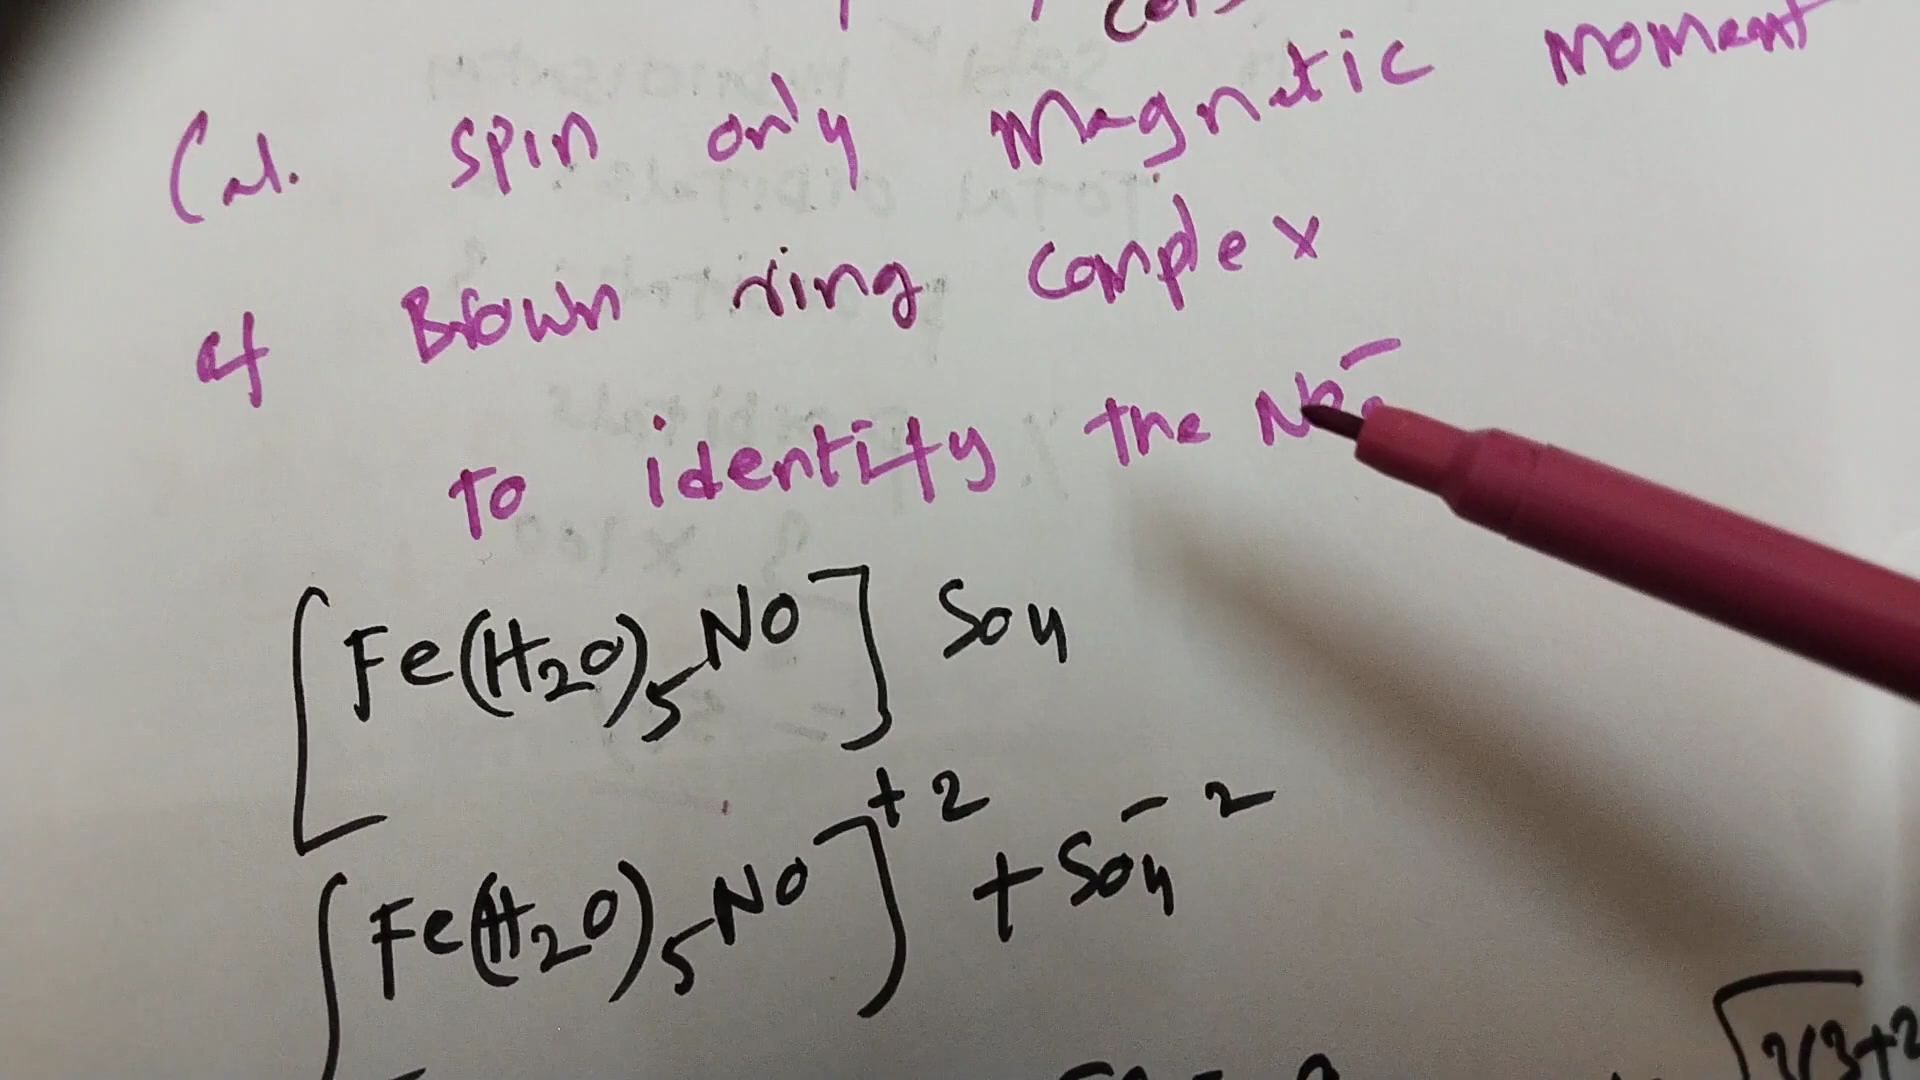 Cal. spin only Magnetic Moment
of Brown ring complex
To identify the
[Fe(H2O)5NO] SO4
[Fe(H2O)5NO]+2 + SO4-2